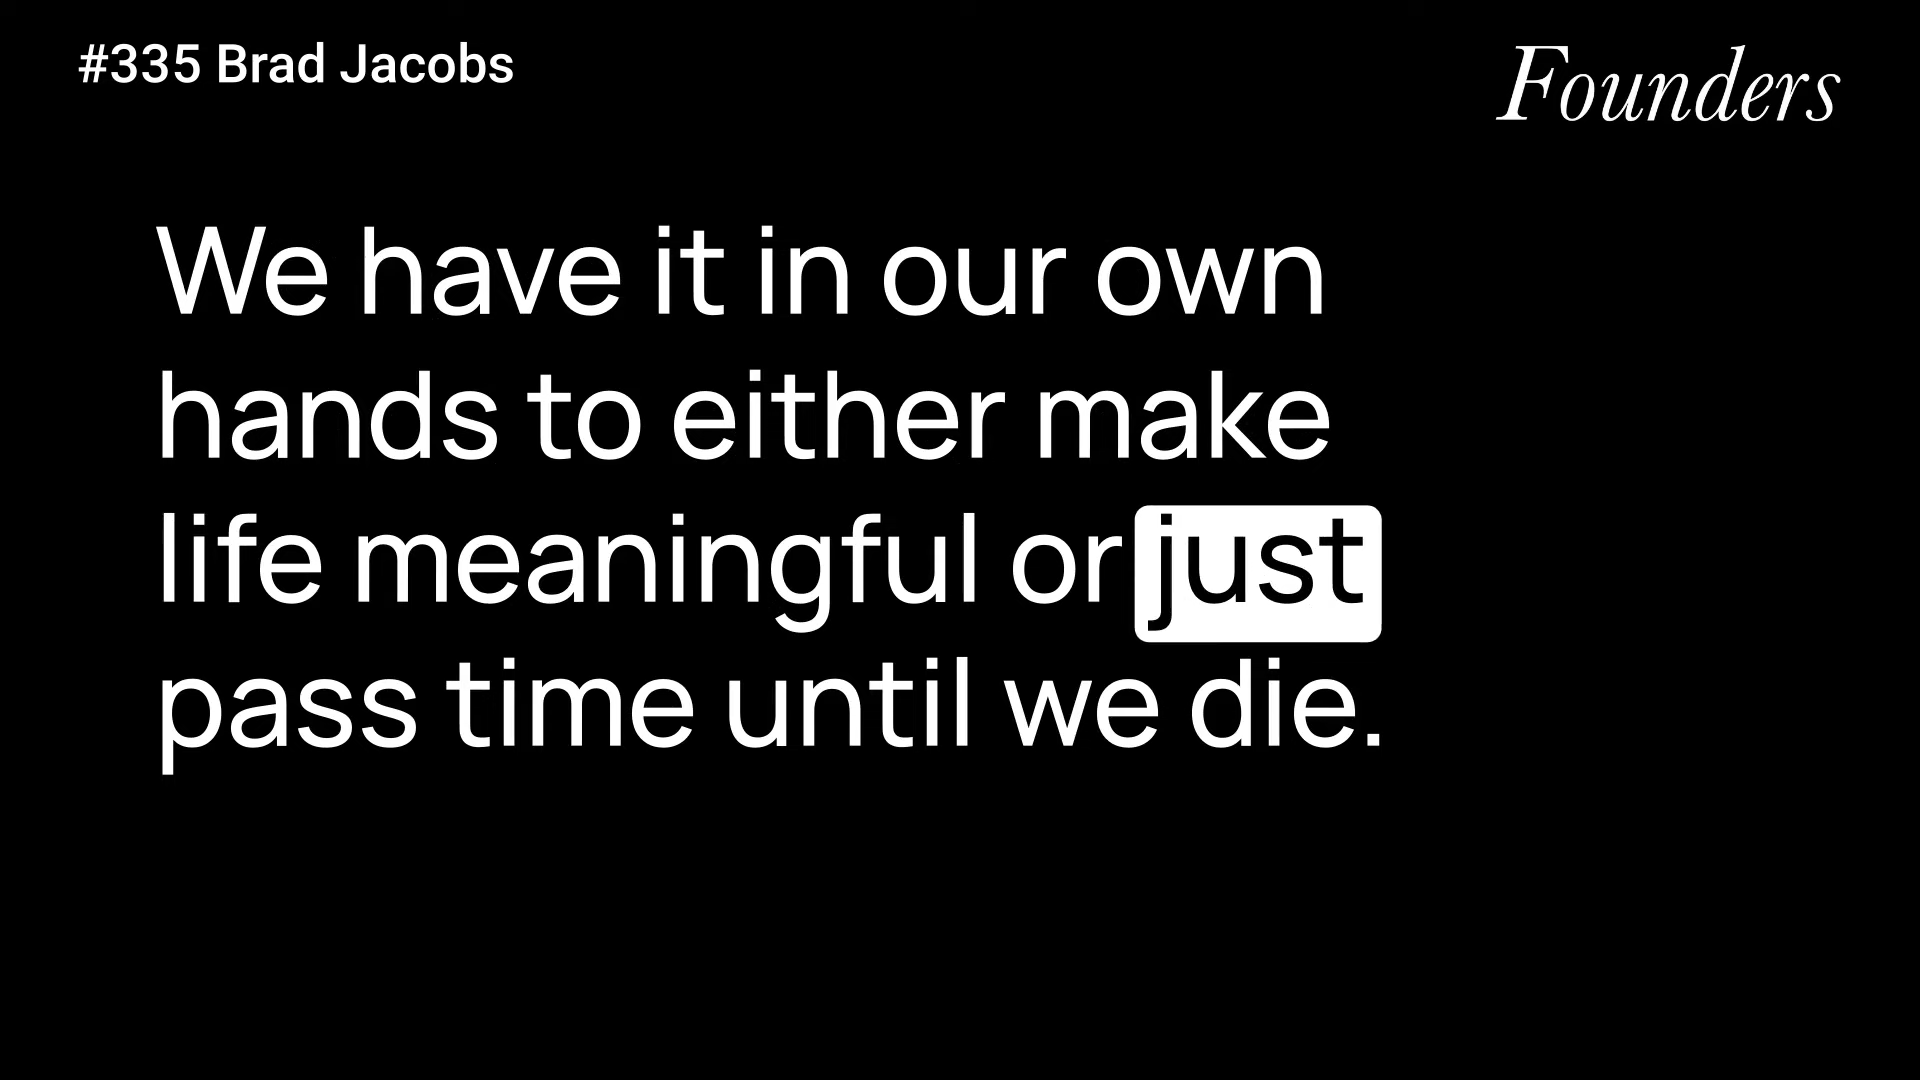 #335 Brad Jacobs
Founders
We have it in our own
hands to either make
life meaningful or just
pass time until we die.